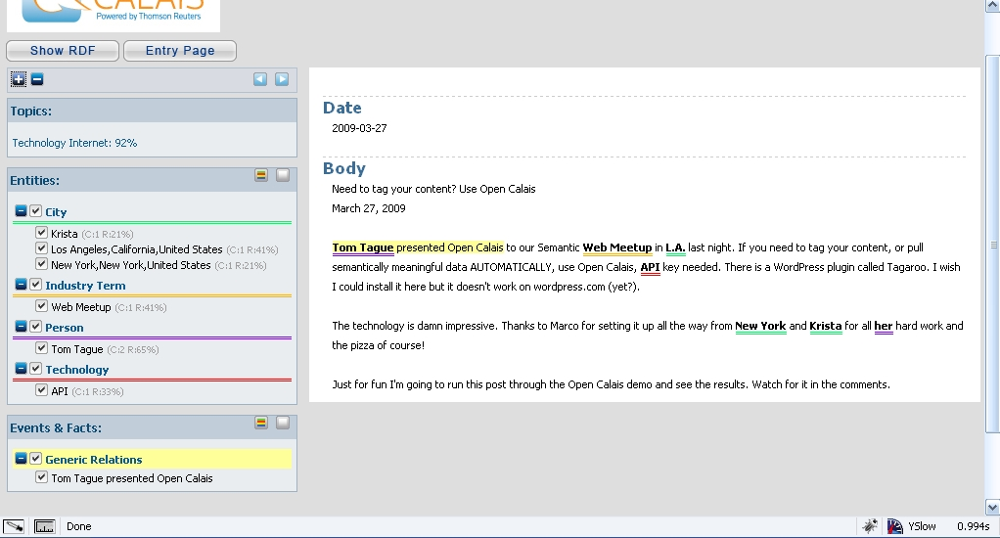 CALAIS
Powered by Thomson Reuters
Show RDF
Entry Page
Topics:
Technology Internet: 92%
Entities:
City
Krista (C:1 R:21%)
Los Angeles,California,United States (C:1 R:41%)
New York,New York,United States (C:1 R:21%)
Industry Term
Web Meetup (C:1 R:41%)
Person
Tom Tague (C:2 R:65%)
Technology
API (C:1 R:33%)
Events & Facts:
Generic Relations
Tom Tague presented Open Calais
Date
2009-03-27
Body
Need to tag your content? Use Open Calais
March 27, 2009
Tom Tague presented Open Calais to our Semantic Web Meetup in L.A. last night. If you need to tag your content, or pull
semantically meaningful data AUTOMATICALLY, use Open Calais, API key needed. There is a WordPress plugin called Tagaroo. I wish
I could install it here but it doesn't work on wordpress.com (yet?).
The technology is damn impressive. Thanks to Marco for setting it up all the way from New York and Krista for all her hard work and
the pizza of course!
Just for fun I'm going to run this post through the Open Calais demo and see the results. Watch for it in the comments.
Done
YSlow
0.994s